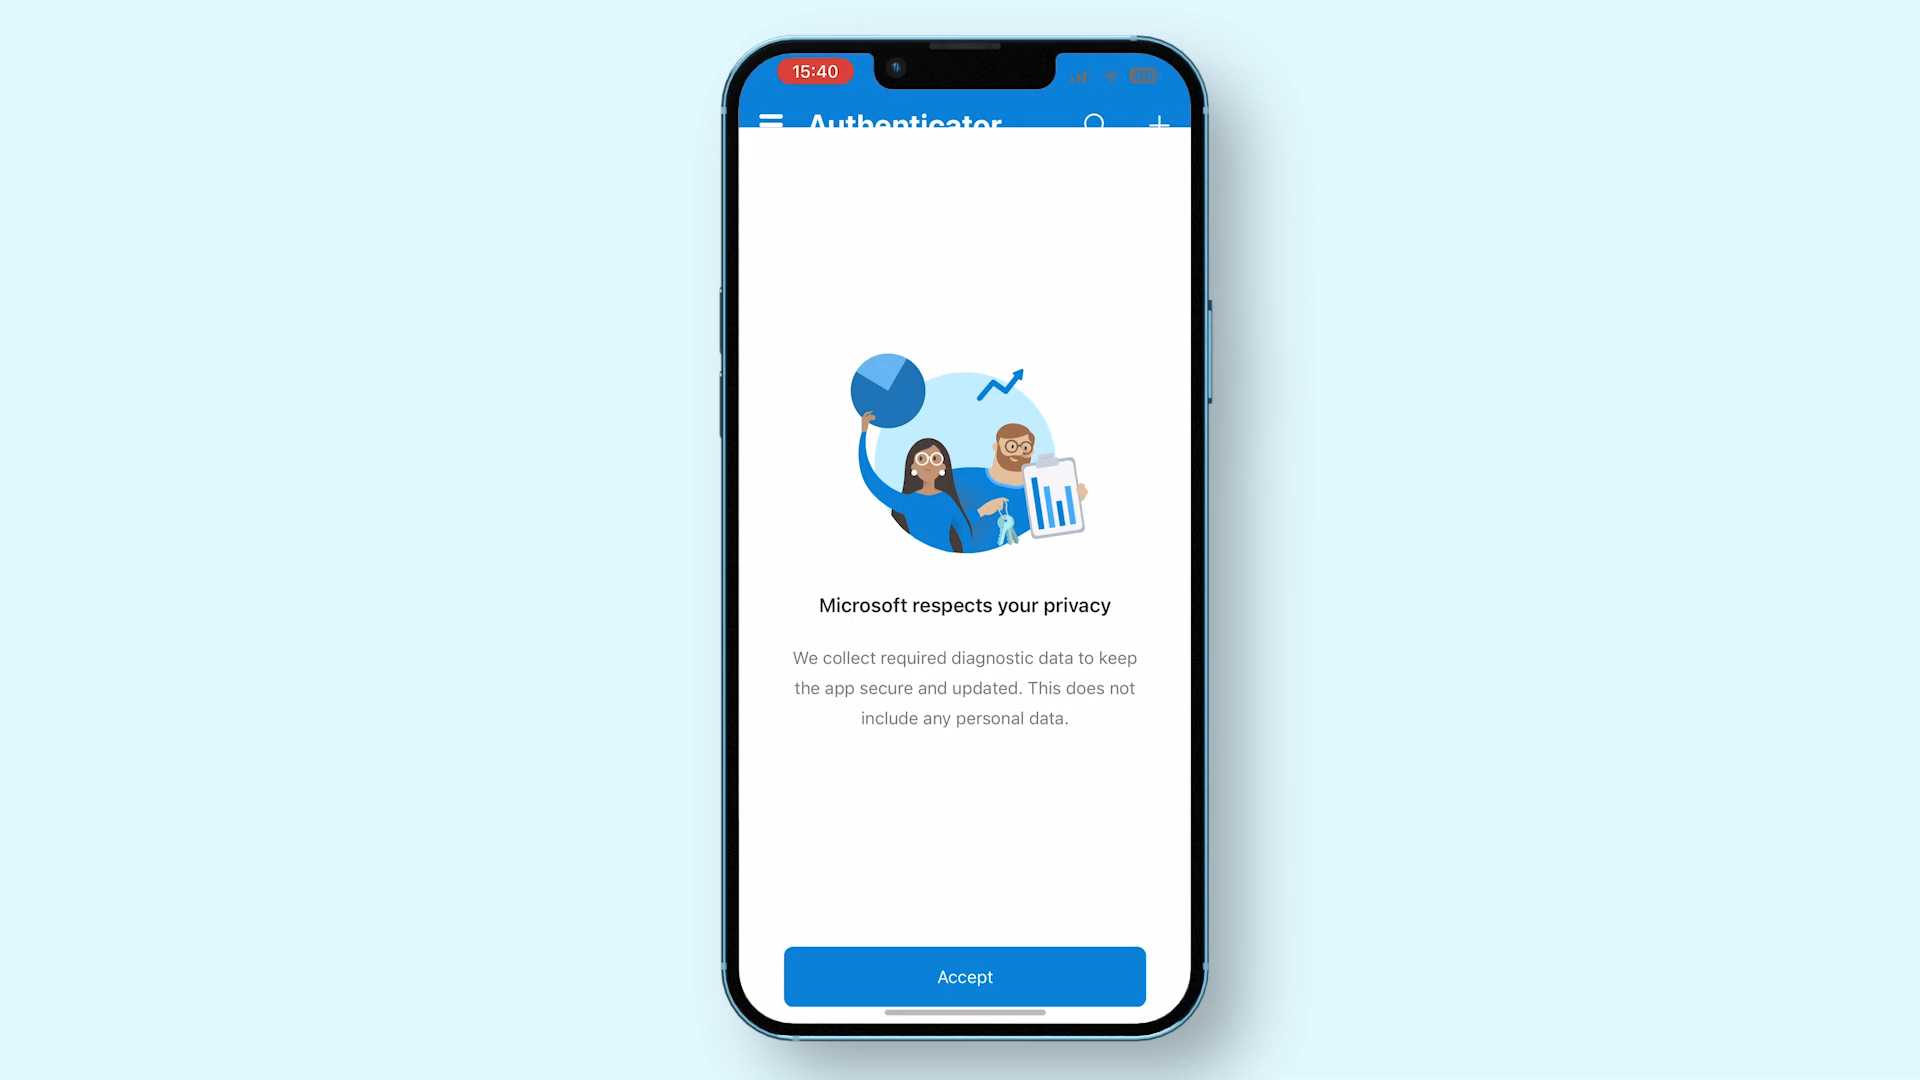 15:40
Authenticator
Microsoft respects your privacy
We collect required diagnostic data to keep
the app secure and updated. This does not
include any personal data.
Accept